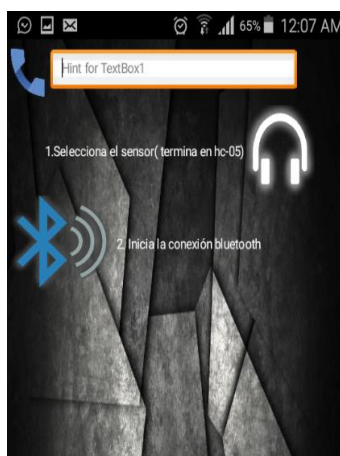 65% 12:07 AM
Hint for TextBox1
1.Selecciona el sensor( termina en hc-05)
2. Inicia la conexión bluetooth